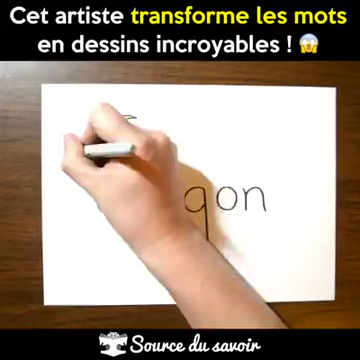 Cet artiste transforme les mots
en dessins incroyables ! 😱
gon
Source du savoir